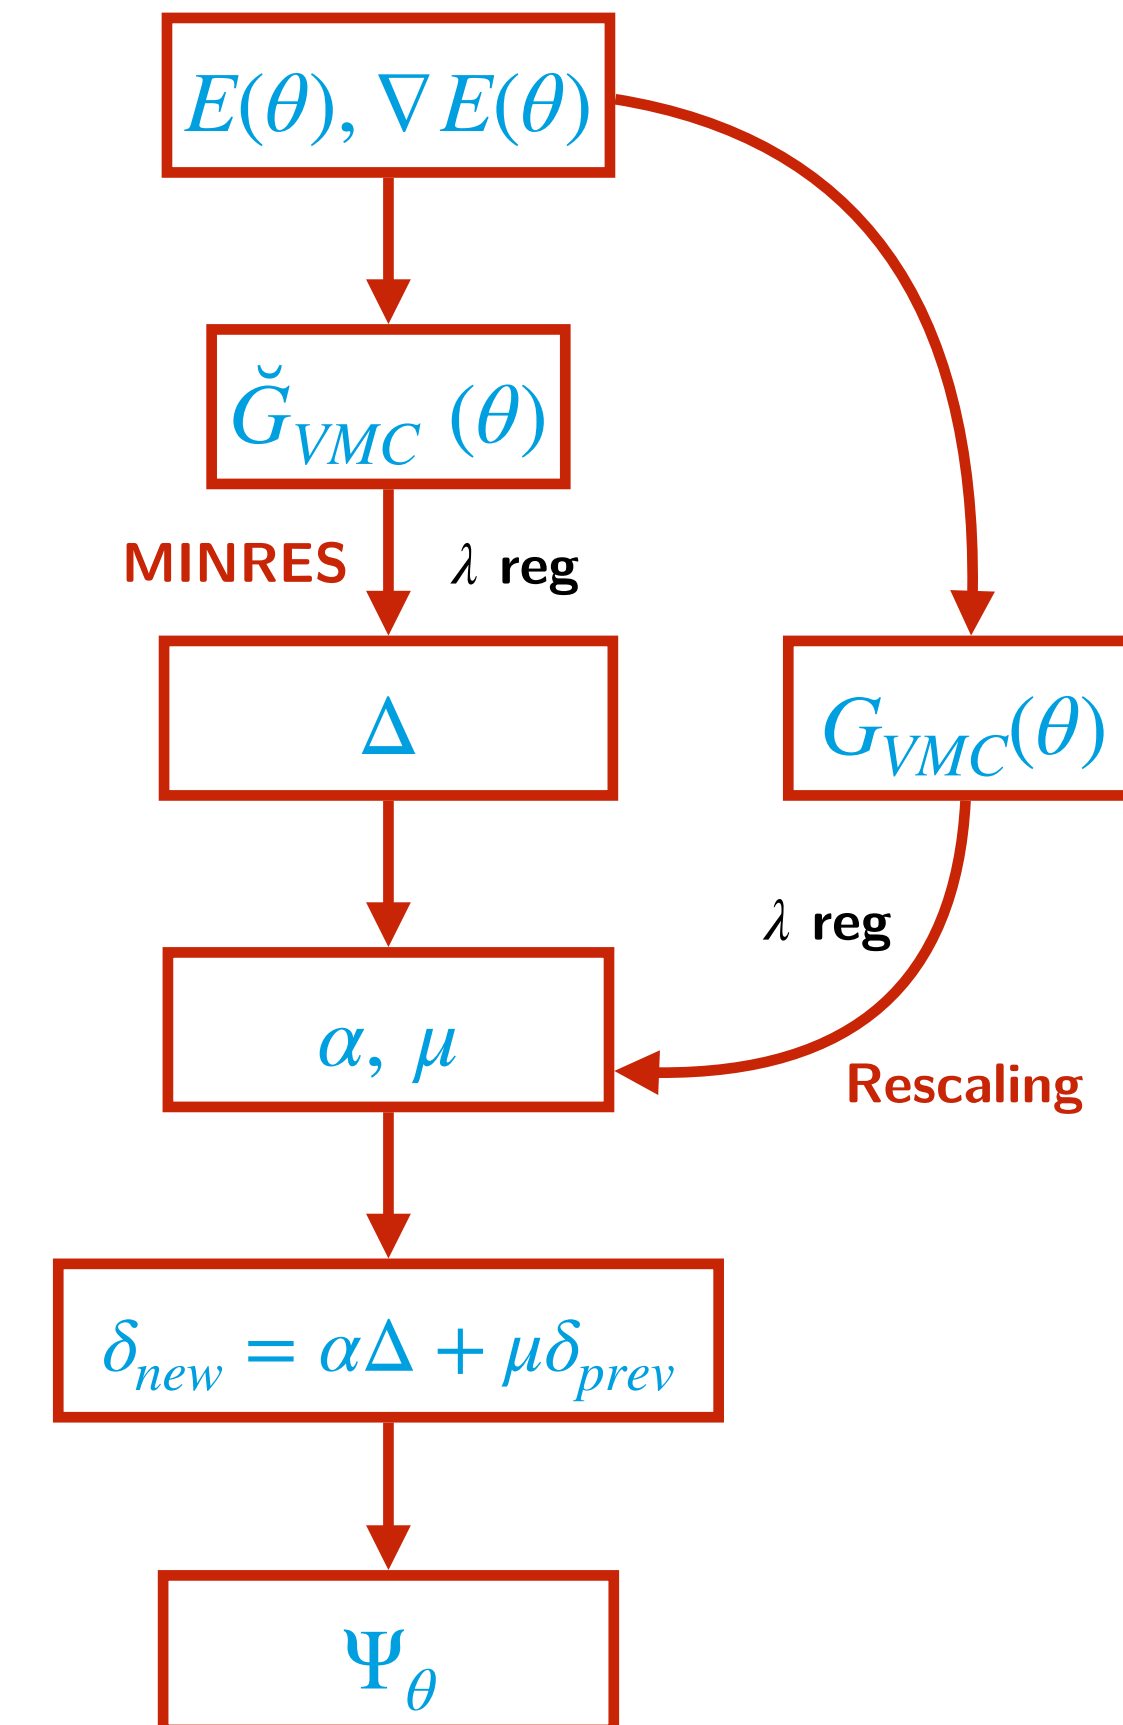 E(θ), ∇E(θ)
Ğ_VMC (θ)
MINRES λ reg
Δ
G_VMC(θ)
λ reg
α, μ
Rescaling
δ_new = αΔ + μδ_prev
Ψ_θ